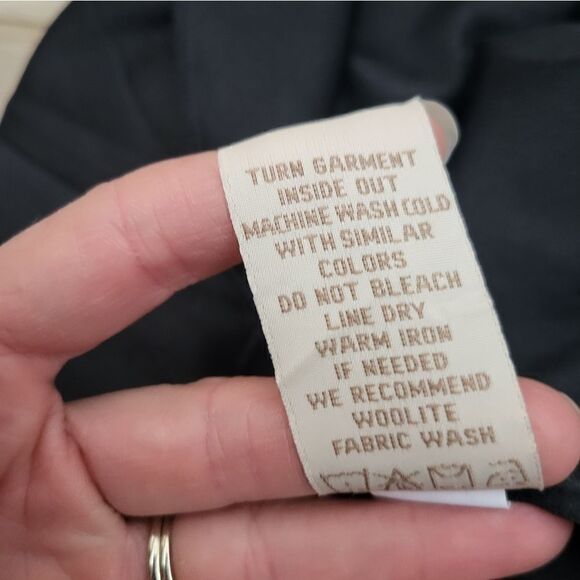 TURN GARMENT
INSIDE OUT
MACHINE WASH COLD
WITH SIMILAR
COLORS
DO NOT BLEACH
LINE DRY
WARM IRON
IF NEEDED
WE RECOMMEND
WOOLITE
FABRIC WASH